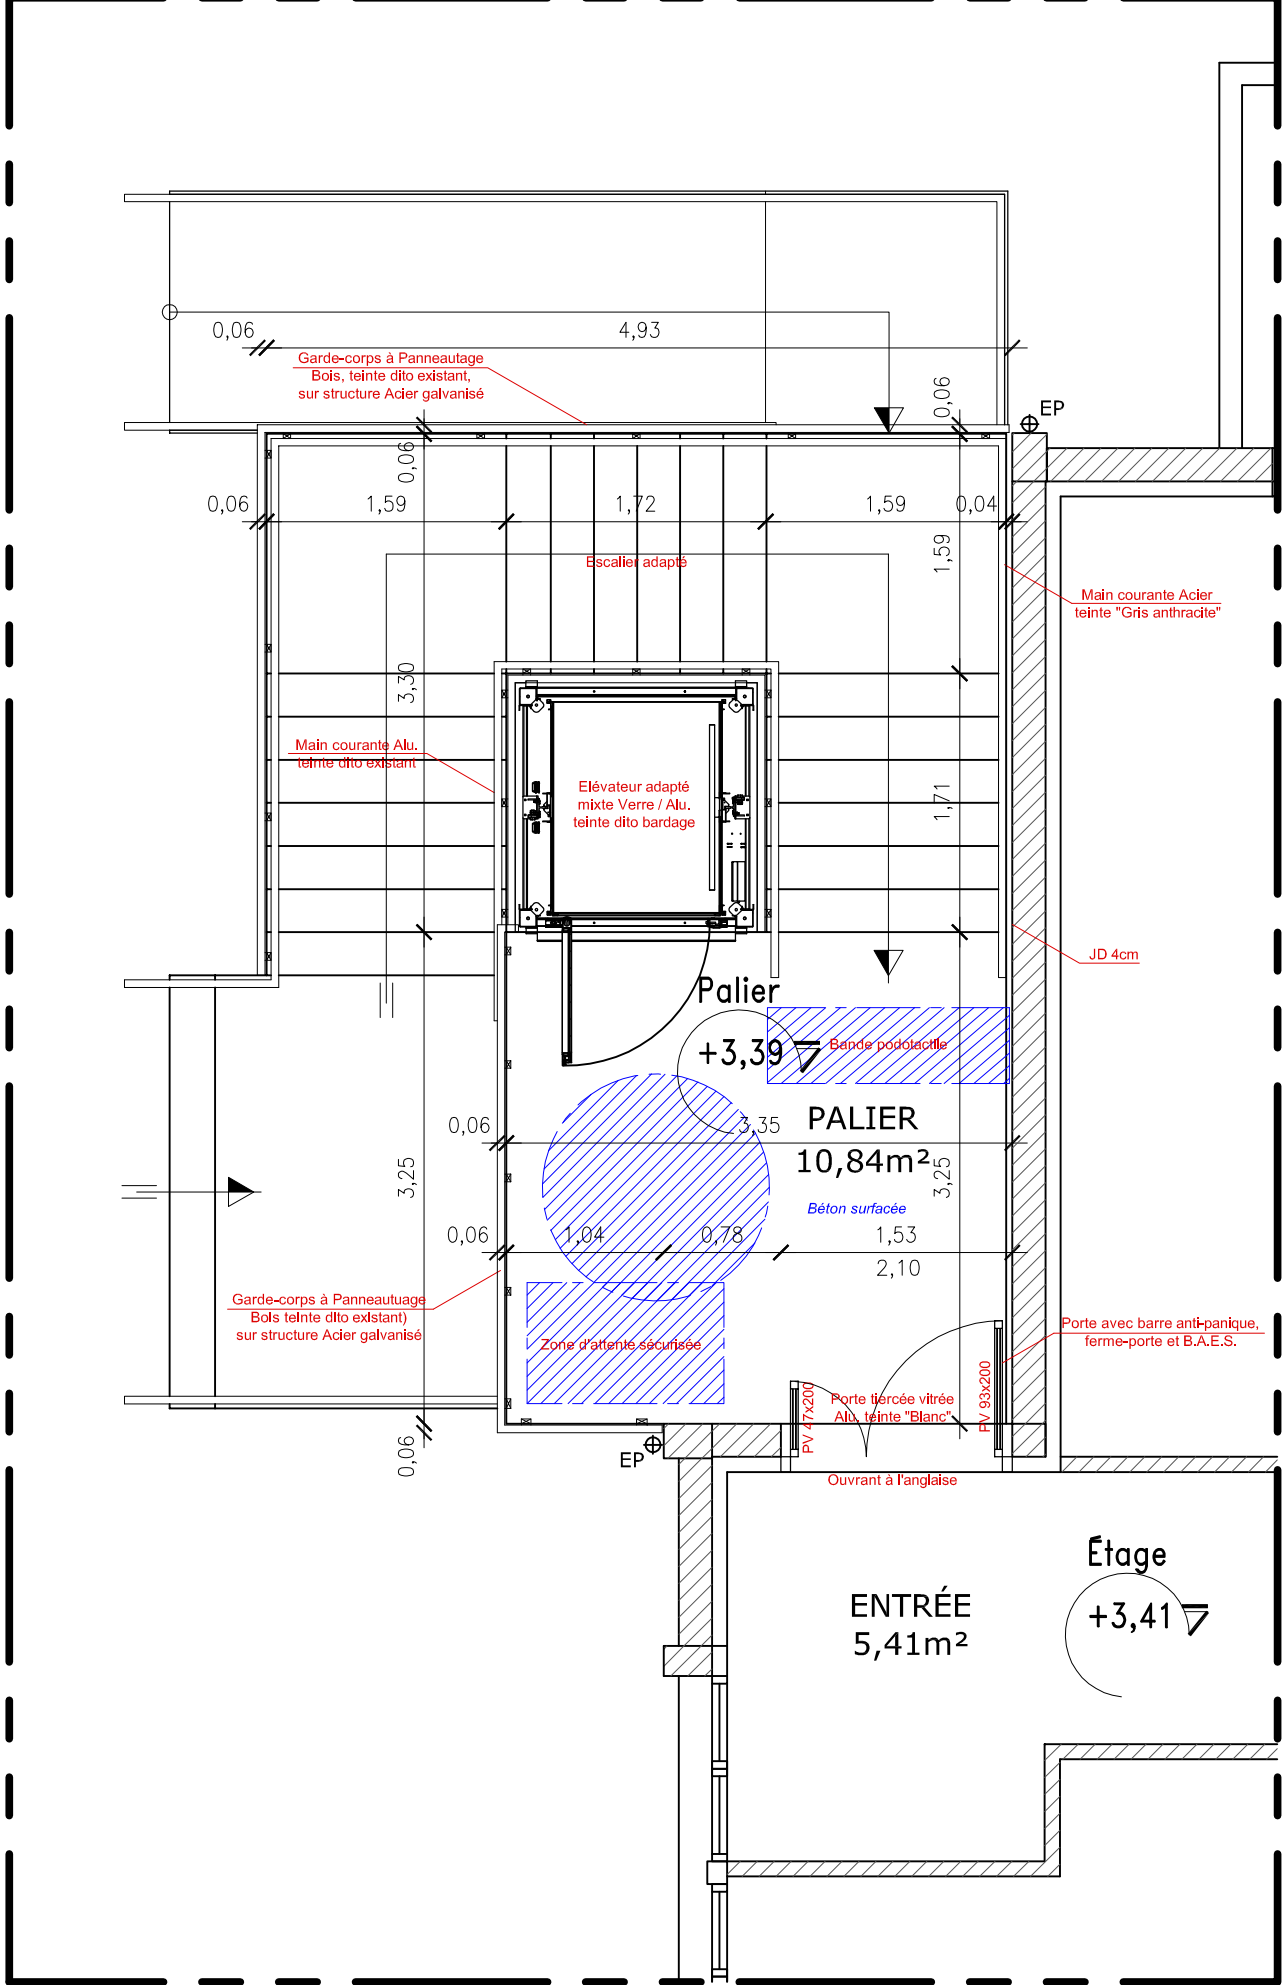 0,06
4,93
Garde-corps à Panneautage
Bois, teinte dito existant,
sur structure Acier galvanisé
0,06
EP
0,06
0,06
1,59
1,72
1,59
0,04
Escalier adapté
1,59
Main courante Acier
teinte "Gris anthracite"
3,30
Main courante Alu.
teinte dito existant
Elévateur adapté
mixte Verre / Alu.
teinte dito bardage
1,71
JD 4cm
Palier
+3,39
Bande podotactile
0,06
3,35
PALIER
10,84m²
3,25
3,25
Béton surfacée
0,06
1,04
0,78
1,53
2,10
Garde-corps à Panneautuage
Bois teinte dito existant)
sur structure Acier galvanisé
Zone d'attente sécurisée
Porte avec barre anti-panique,
ferme-porte et B.A.E.S.
PV 47x200
Porte tiercée vitrée
Alu, teinte "Blanc"
PV 93x200
0,06
EP
Ouvrant à l'anglaise
Étage
+3,41
ENTRÉE
5,41m²